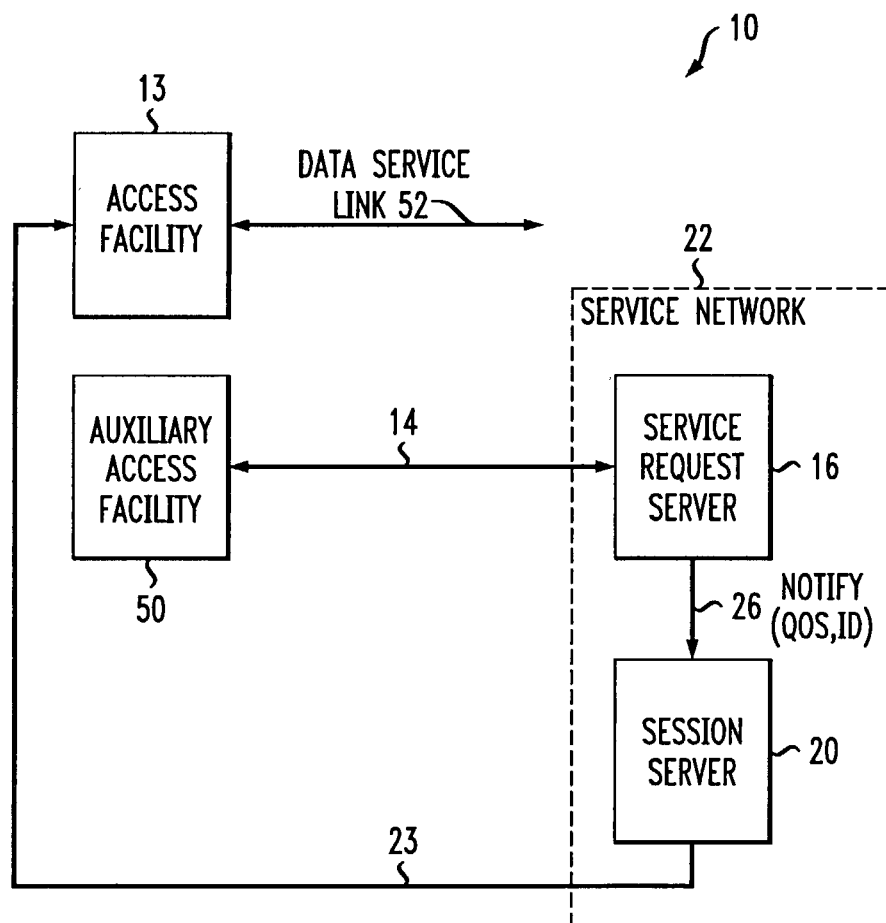 10
13
ACCESS
FACILITY
DATA SERVICE
LINK 52
22
SERVICE NETWORK
AUXILIARY
ACCESS
FACILITY
50
14
SERVICE
REQUEST
SERVER
16
26
NOTIFY
(QOS,ID)
SESSION
SERVER
20
23